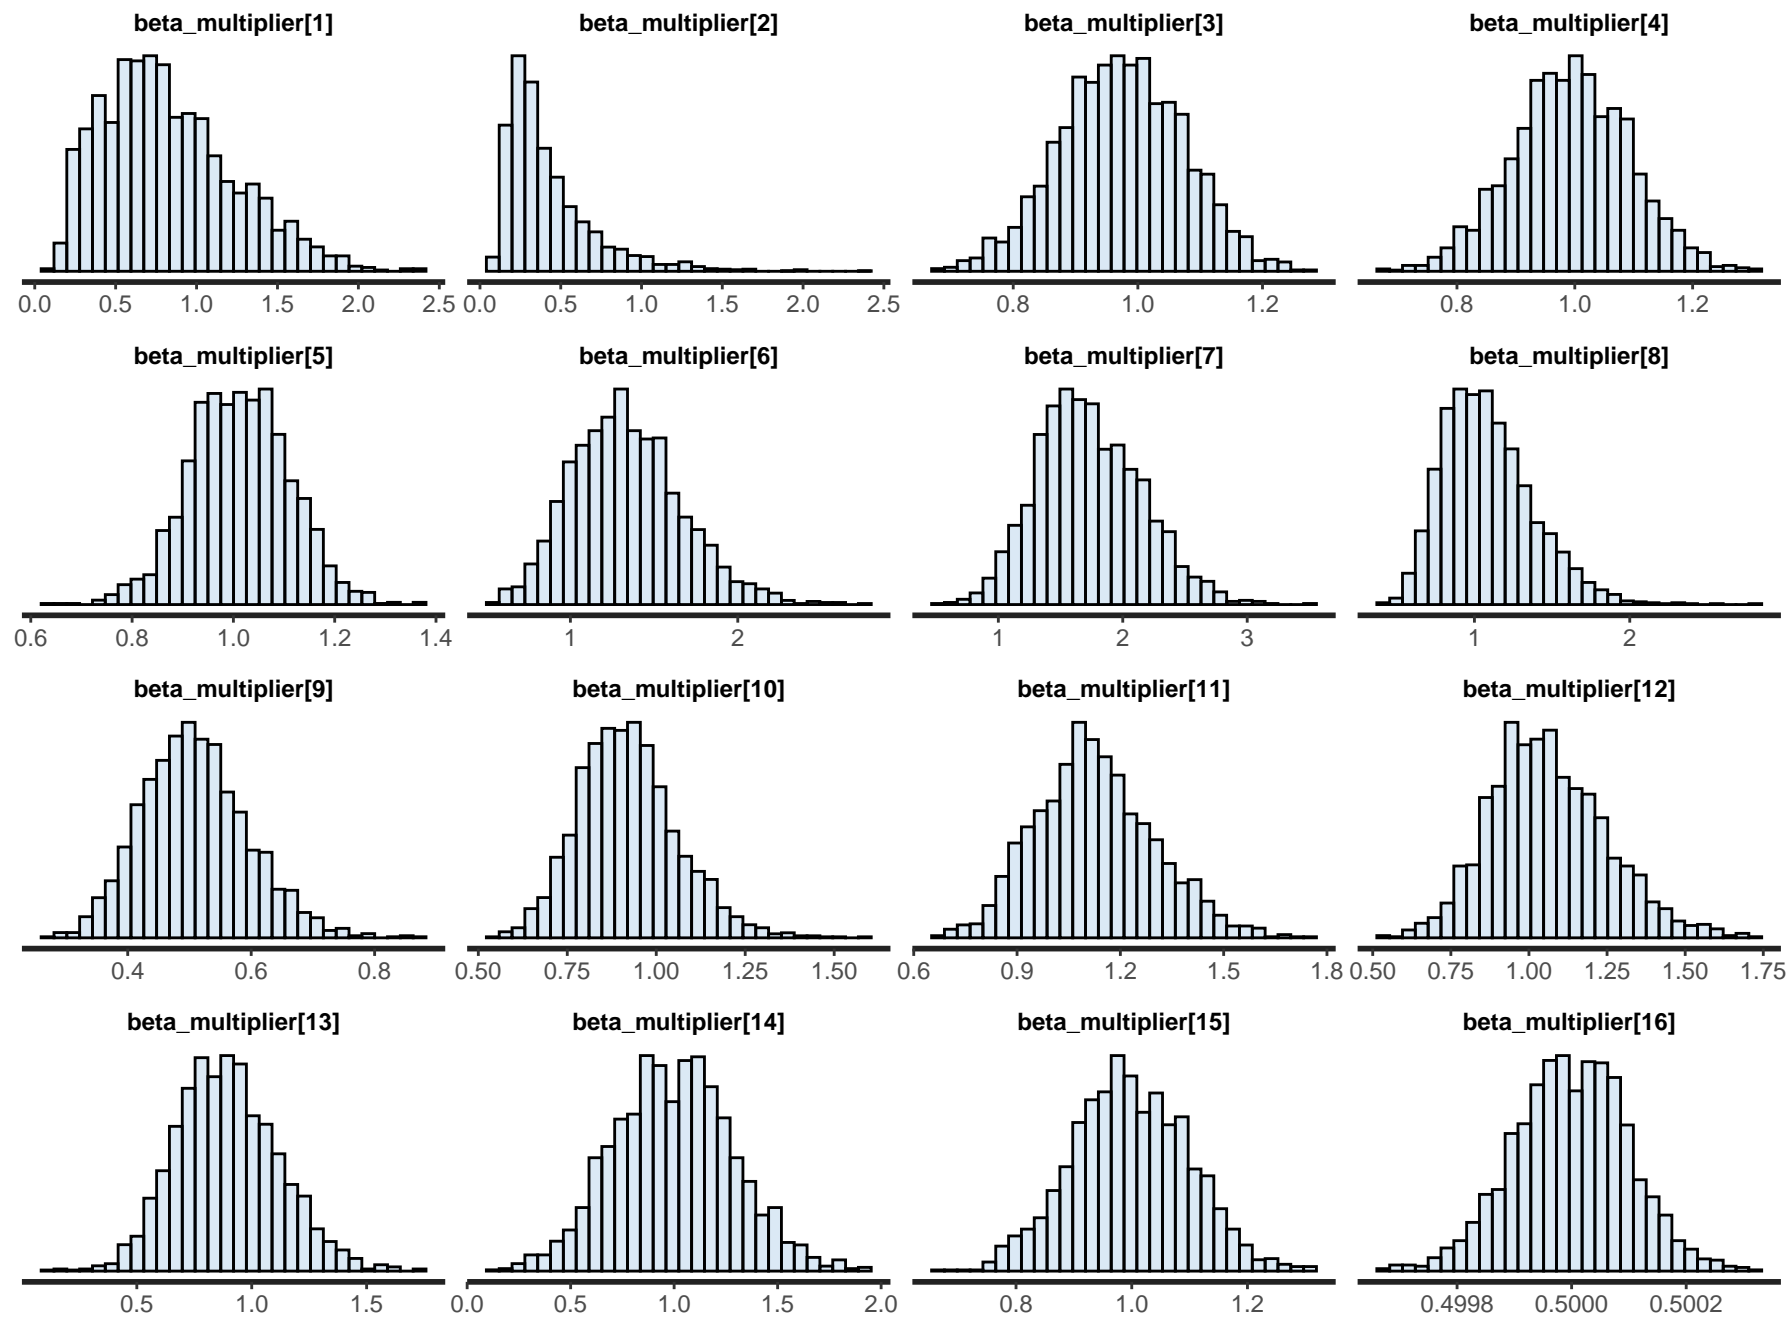 beta_multiplier[1] beta_multiplier[2] beta_multiplier[3] beta_multiplier[4]
0.0 0.5 1.0 1.5 2.0 2.5 0.0 0.5 1.0 1.5 2.0 2.5 0.8 1.0 1.2 0.8 1.0 1.2
beta_multiplier[5] beta_multiplier[6] beta_multiplier[7] beta_multiplier[8]
0.6 0.8 1.0 1.2 1.4 1 2 1 2 3 1 2
beta_multiplier[9] beta_multiplier[10] beta_multiplier[11] beta_multiplier[12]
0.4 0.6 0.8 0.50 0.75 1.00 1.25 1.50 0.6 0.9 1.2 1.5 1.8 0.50 0.75 1.00 1.25 1.50 1.75
beta_multiplier[13] beta_multiplier[14] beta_multiplier[15] beta_multiplier[16]
0.5 1.0 1.5 0.0 0.5 1.0 1.5 2.0 0.8 1.0 1.2 0.4998 0.5000 0.5002